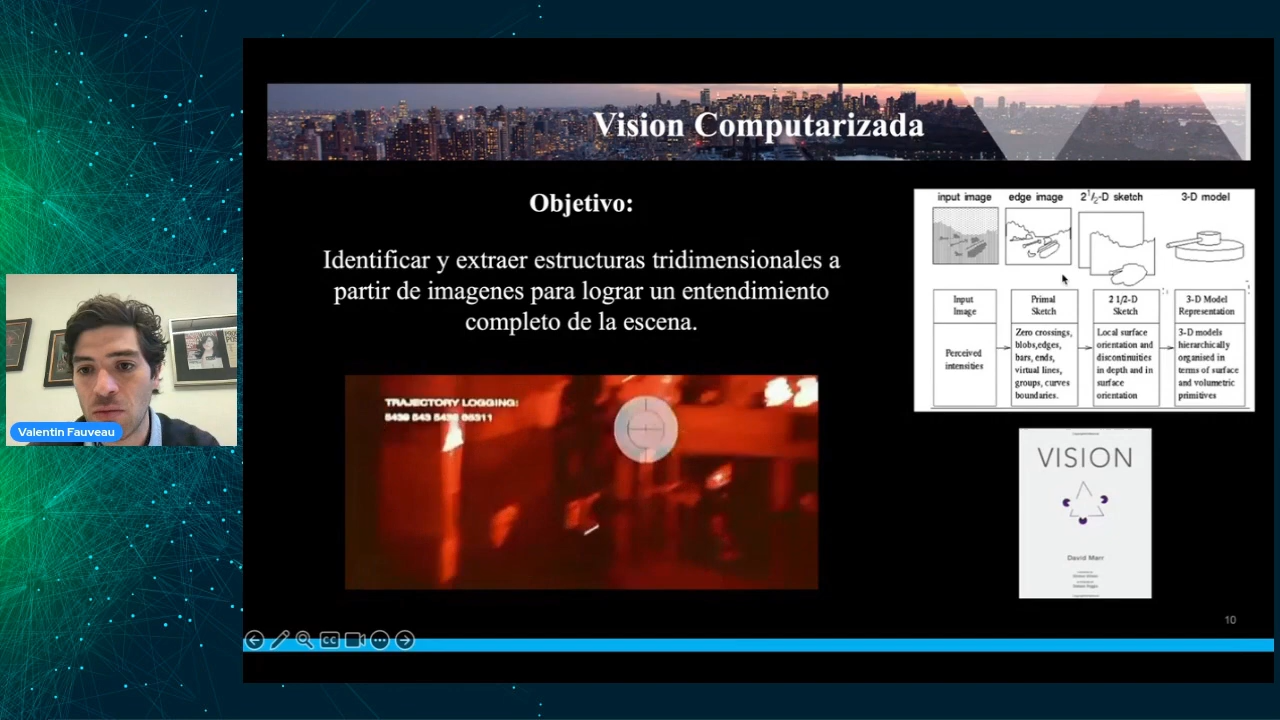 Vision Computarizada
Objetivo:
Identificar y extraer estructuras tridimensionales a
partir de imagenes para lograr un entendimiento
completo de la escena.
TRAJECTORY LOGGING:
input image
edge image
2 1/2-D sketch
3-D model
Input
Image
Perceived
intensities
Primal
Sketch
Zero crossings,
blobs,edges,
bars, ends,
virtual lines,
groups, curves
boundaries.
2 1/2-D
Sketch
Local surface
orientation and
discontinuities
in depth and in
surface
orientation
3-D Model
Representation
3-D models
hierarchically
organised in
terms of surface
and volumetric
primitives
VISION
David Marr
Valentin Fauveau
10
CC